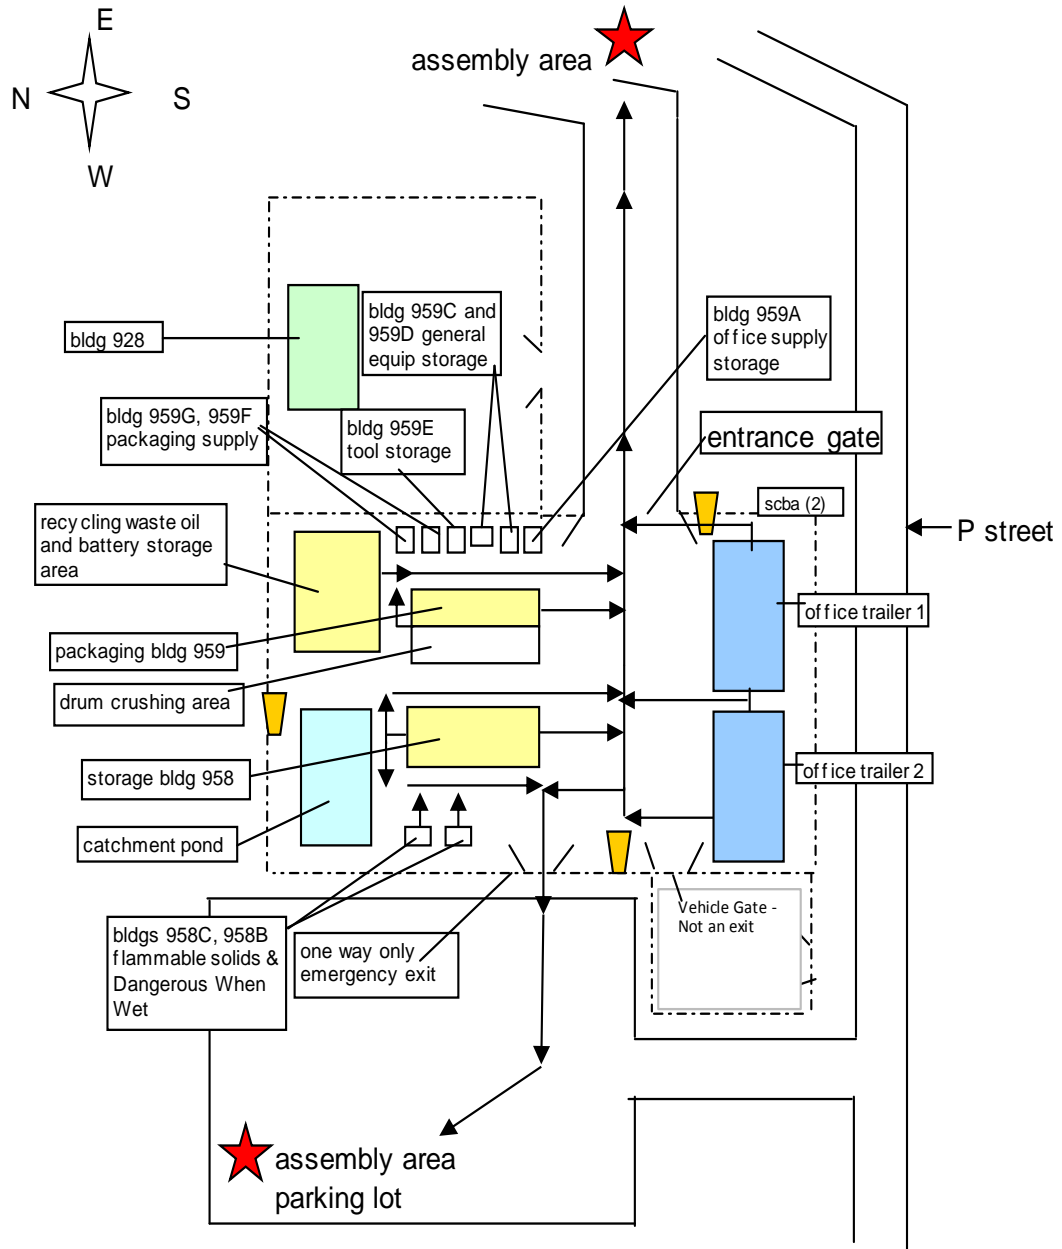 E
N
S
W
assembly area
bldg 928
bldg 959C and
959D general
equip storage
bldg 959A
office supply
storage
bldg 959G, 959F
packaging supply
bldg 959E
tool storage
entrance gate
scba (2)
recycling waste oil
and battery storage
area
P street
office trailer 1
packaging bldg 959
drum crushing area
storage bldg 958
office trailer 2
catchment pond
bldgs 958C, 958B
flammable solids &
Dangerous When
Wet
one way only
emergency exit
Vehicle Gate -
Not an exit
assembly area
parking lot